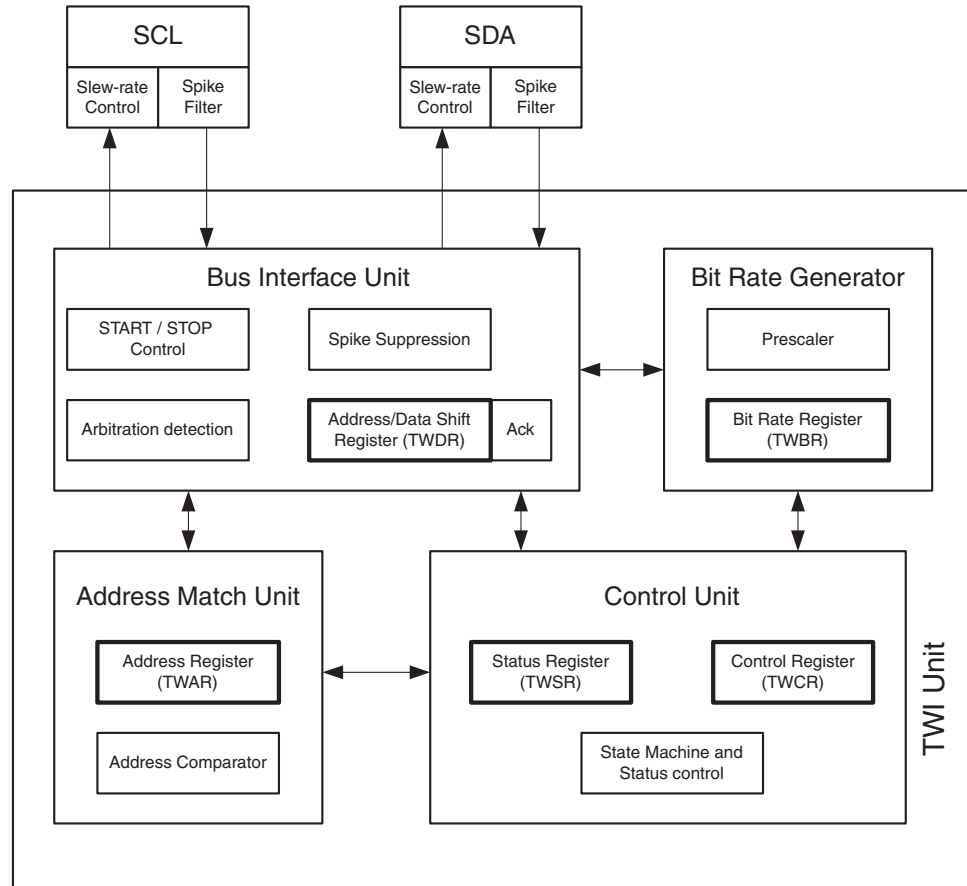 SCL
SDA
Slew-rate
Control
Spike
Filter
Slew-rate
Control
Spike
Filter
Bus Interface Unit
Bit Rate Generator
START / STOP
Control
Spike Suppression
Prescaler
Arbitration detection
Address/Data Shift
Register (TWDR)
Ack
Bit Rate Register
(TWBR)
Address Match Unit
Control Unit
Address Register
(TWAR)
Status Register
(TWSR)
Control Register
(TWCR)
Address Comparator
State Machine and
Status control
TWI Unit